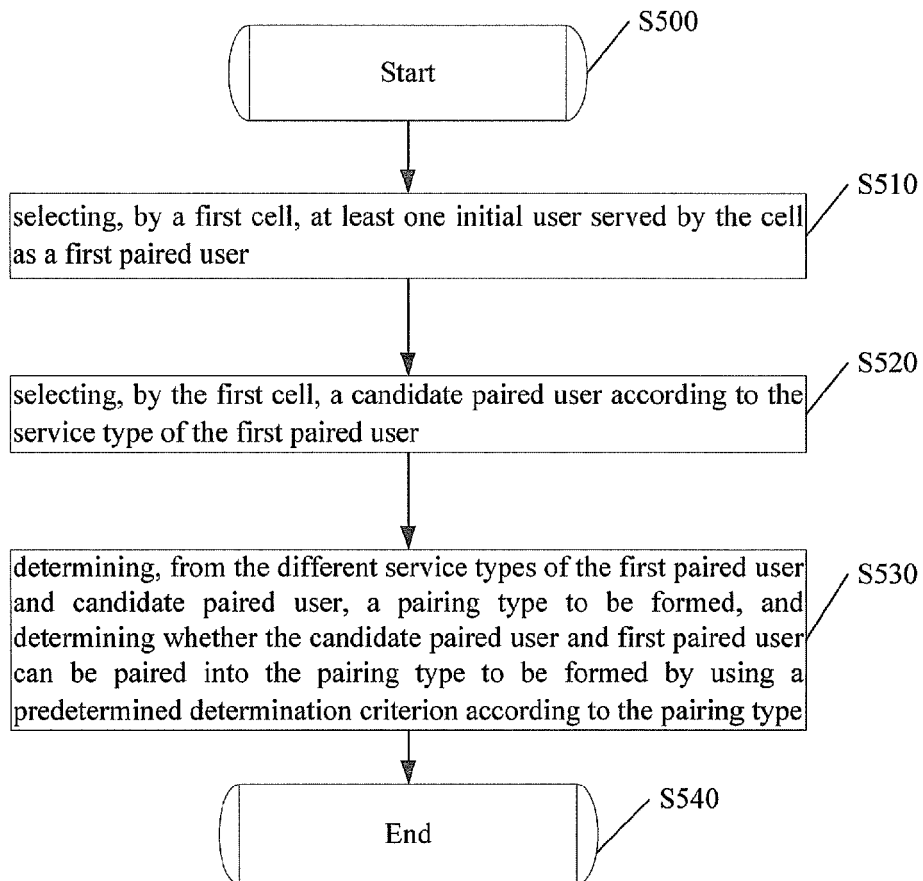 S500
Start
S510
selecting, by a first cell, at least one initial user served by the cell
as a first paired user
S520
selecting, by the first cell, a candidate paired user according to the
service type of the first paired user
S530
determining, from the different service types of the first paired user
and candidate paired user, a pairing type to be formed, and
determining whether the candidate paired user and first paired user
can be paired into the pairing type to be formed by using a
predetermined determination criterion according to the pairing type
S540
End